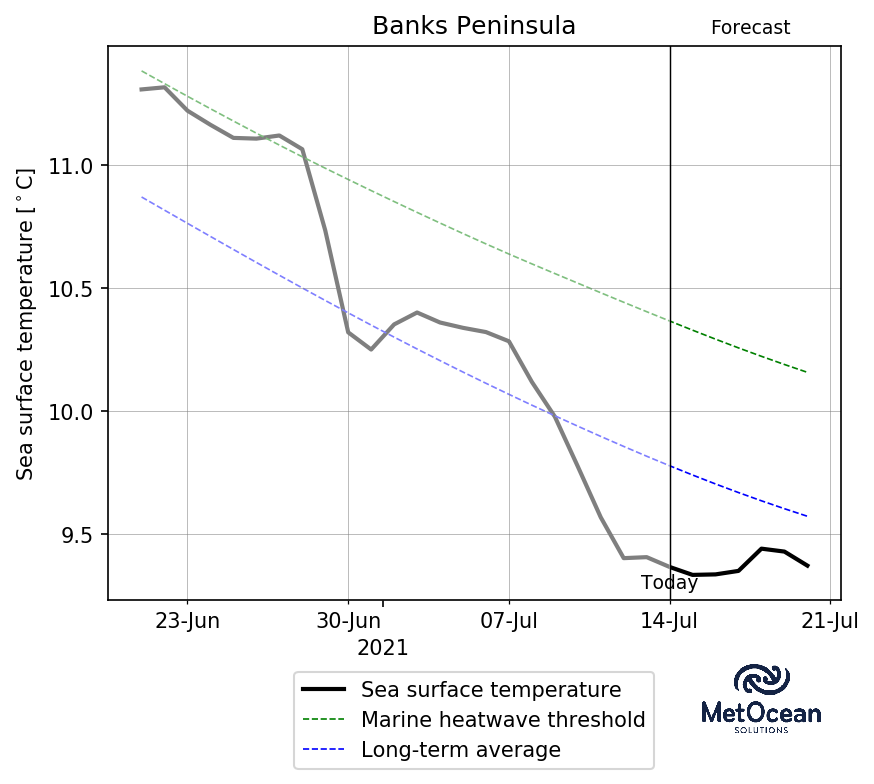 Banks Peninsula
Forecast
Sea surface temperature [°C]
11.0
10.5
10.0
9.5
Today
23-Jun 30-Jun 07-Jul 14-Jul 21-Jul
2021
Sea surface temperature
Marine heatwave threshold
Long-term average
MetOcean
SOLUTIONS